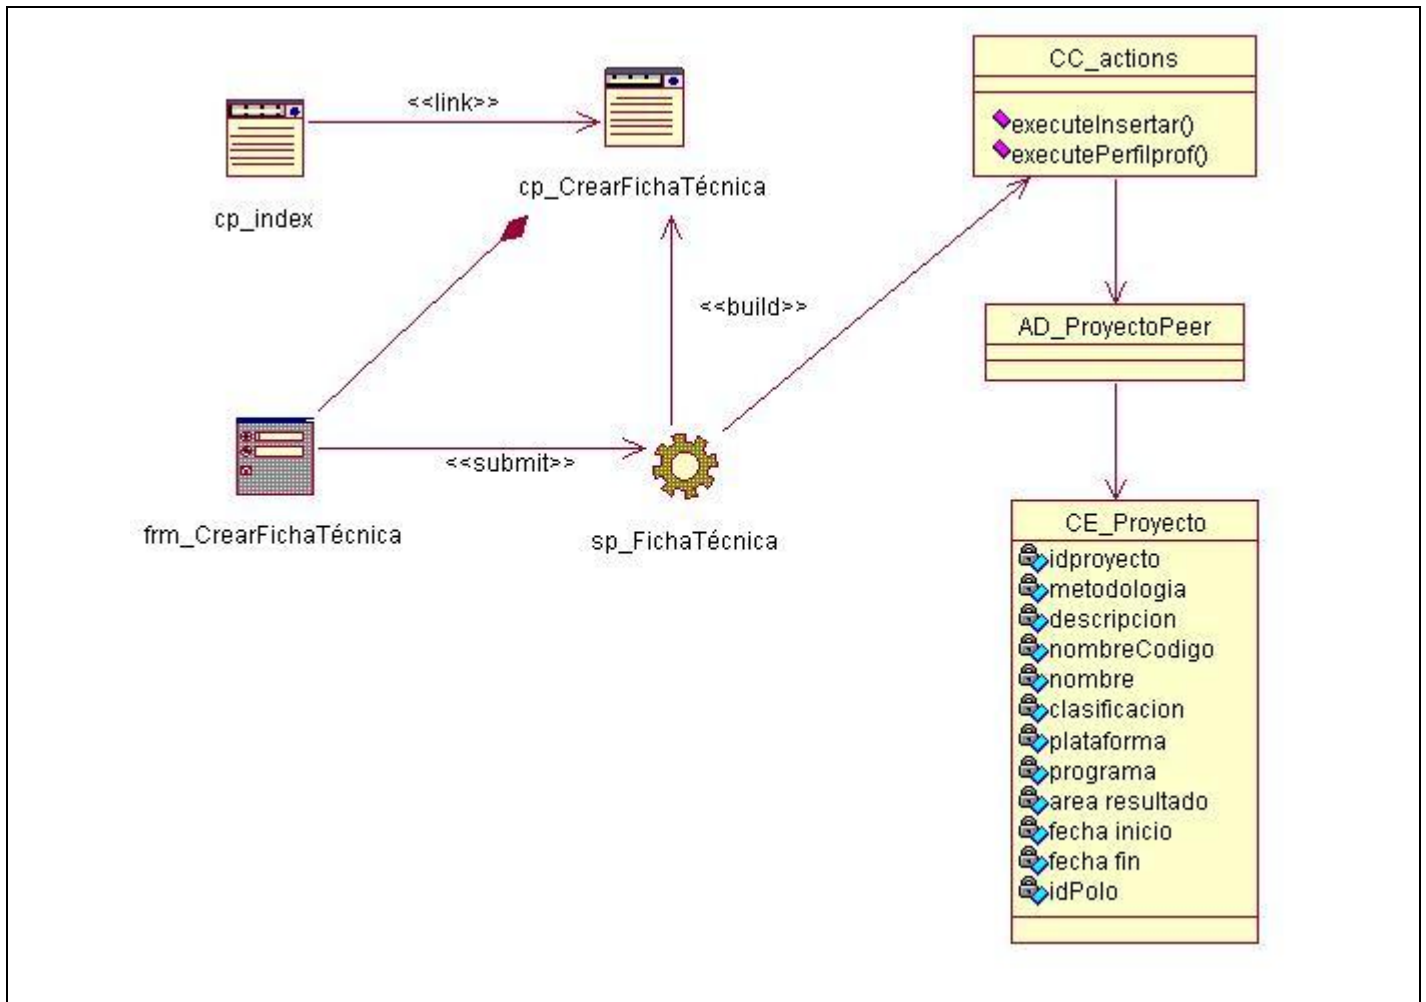 <<link>>
cp_index
cp_CrearFichaTécnica
<<build>>
<<submit>>
frm_CrearFichaTécnica
sp_FichaTécnica
CC_actions
executeInsertar()
executePerfilprof()
AD_ProyectoPeer
CE_Proyecto
idproyecto
metodologia
descripcion
nombreCodigo
nombre
clasificacion
plataforma
programa
area resultado
fecha inicio
fecha fin
idPolo